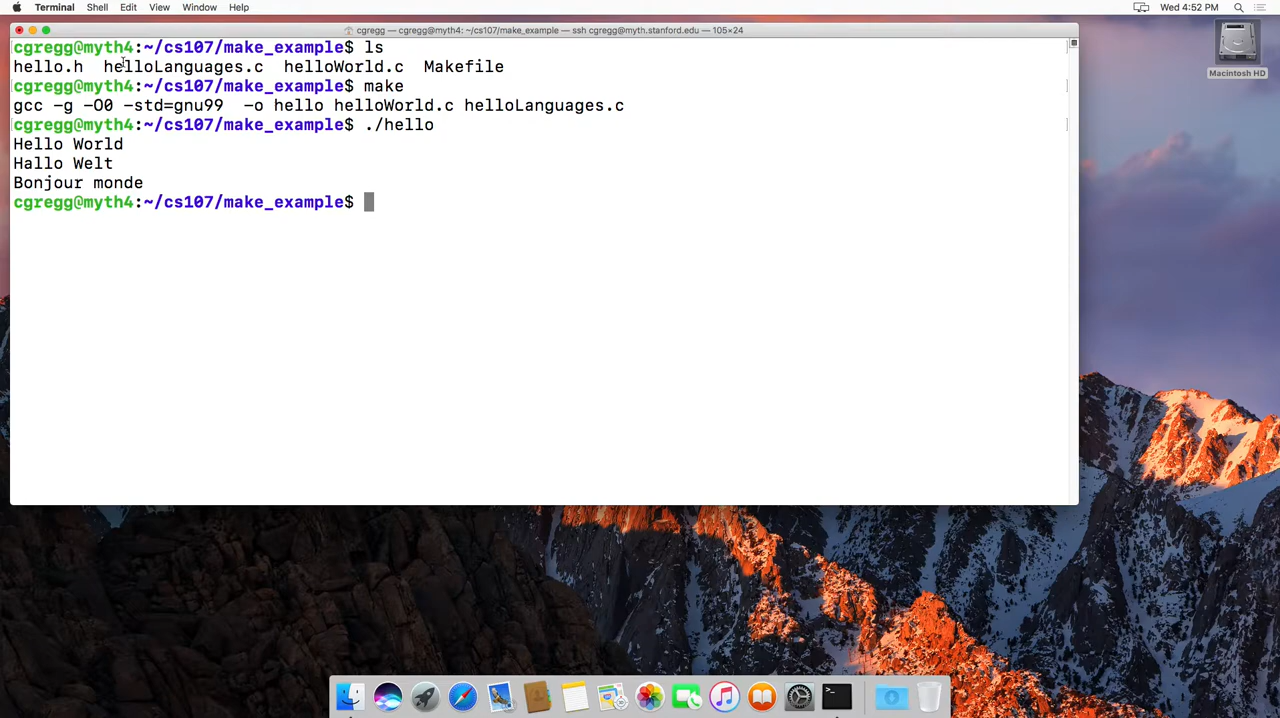 Terminal Shell Edit View Window Help Wed 4:52 PM
cgregg — cgregg@myth4: ~/cs107/make_example — ssh cgregg@myth.stanford.edu — 105×24
cgregg@myth4:~/cs107/make_example$ ls
hello.h helloLanguages.c helloWorld.c Makefile
cgregg@myth4:~/cs107/make_example$ make
gcc -g -O0 -std=gnu99 -o hello helloWorld.c helloLanguages.c
cgregg@myth4:~/cs107/make_example$ ./hello
Hello World
Hallo Welt
Bonjour monde
cgregg@myth4:~/cs107/make_example$
Macintosh HD